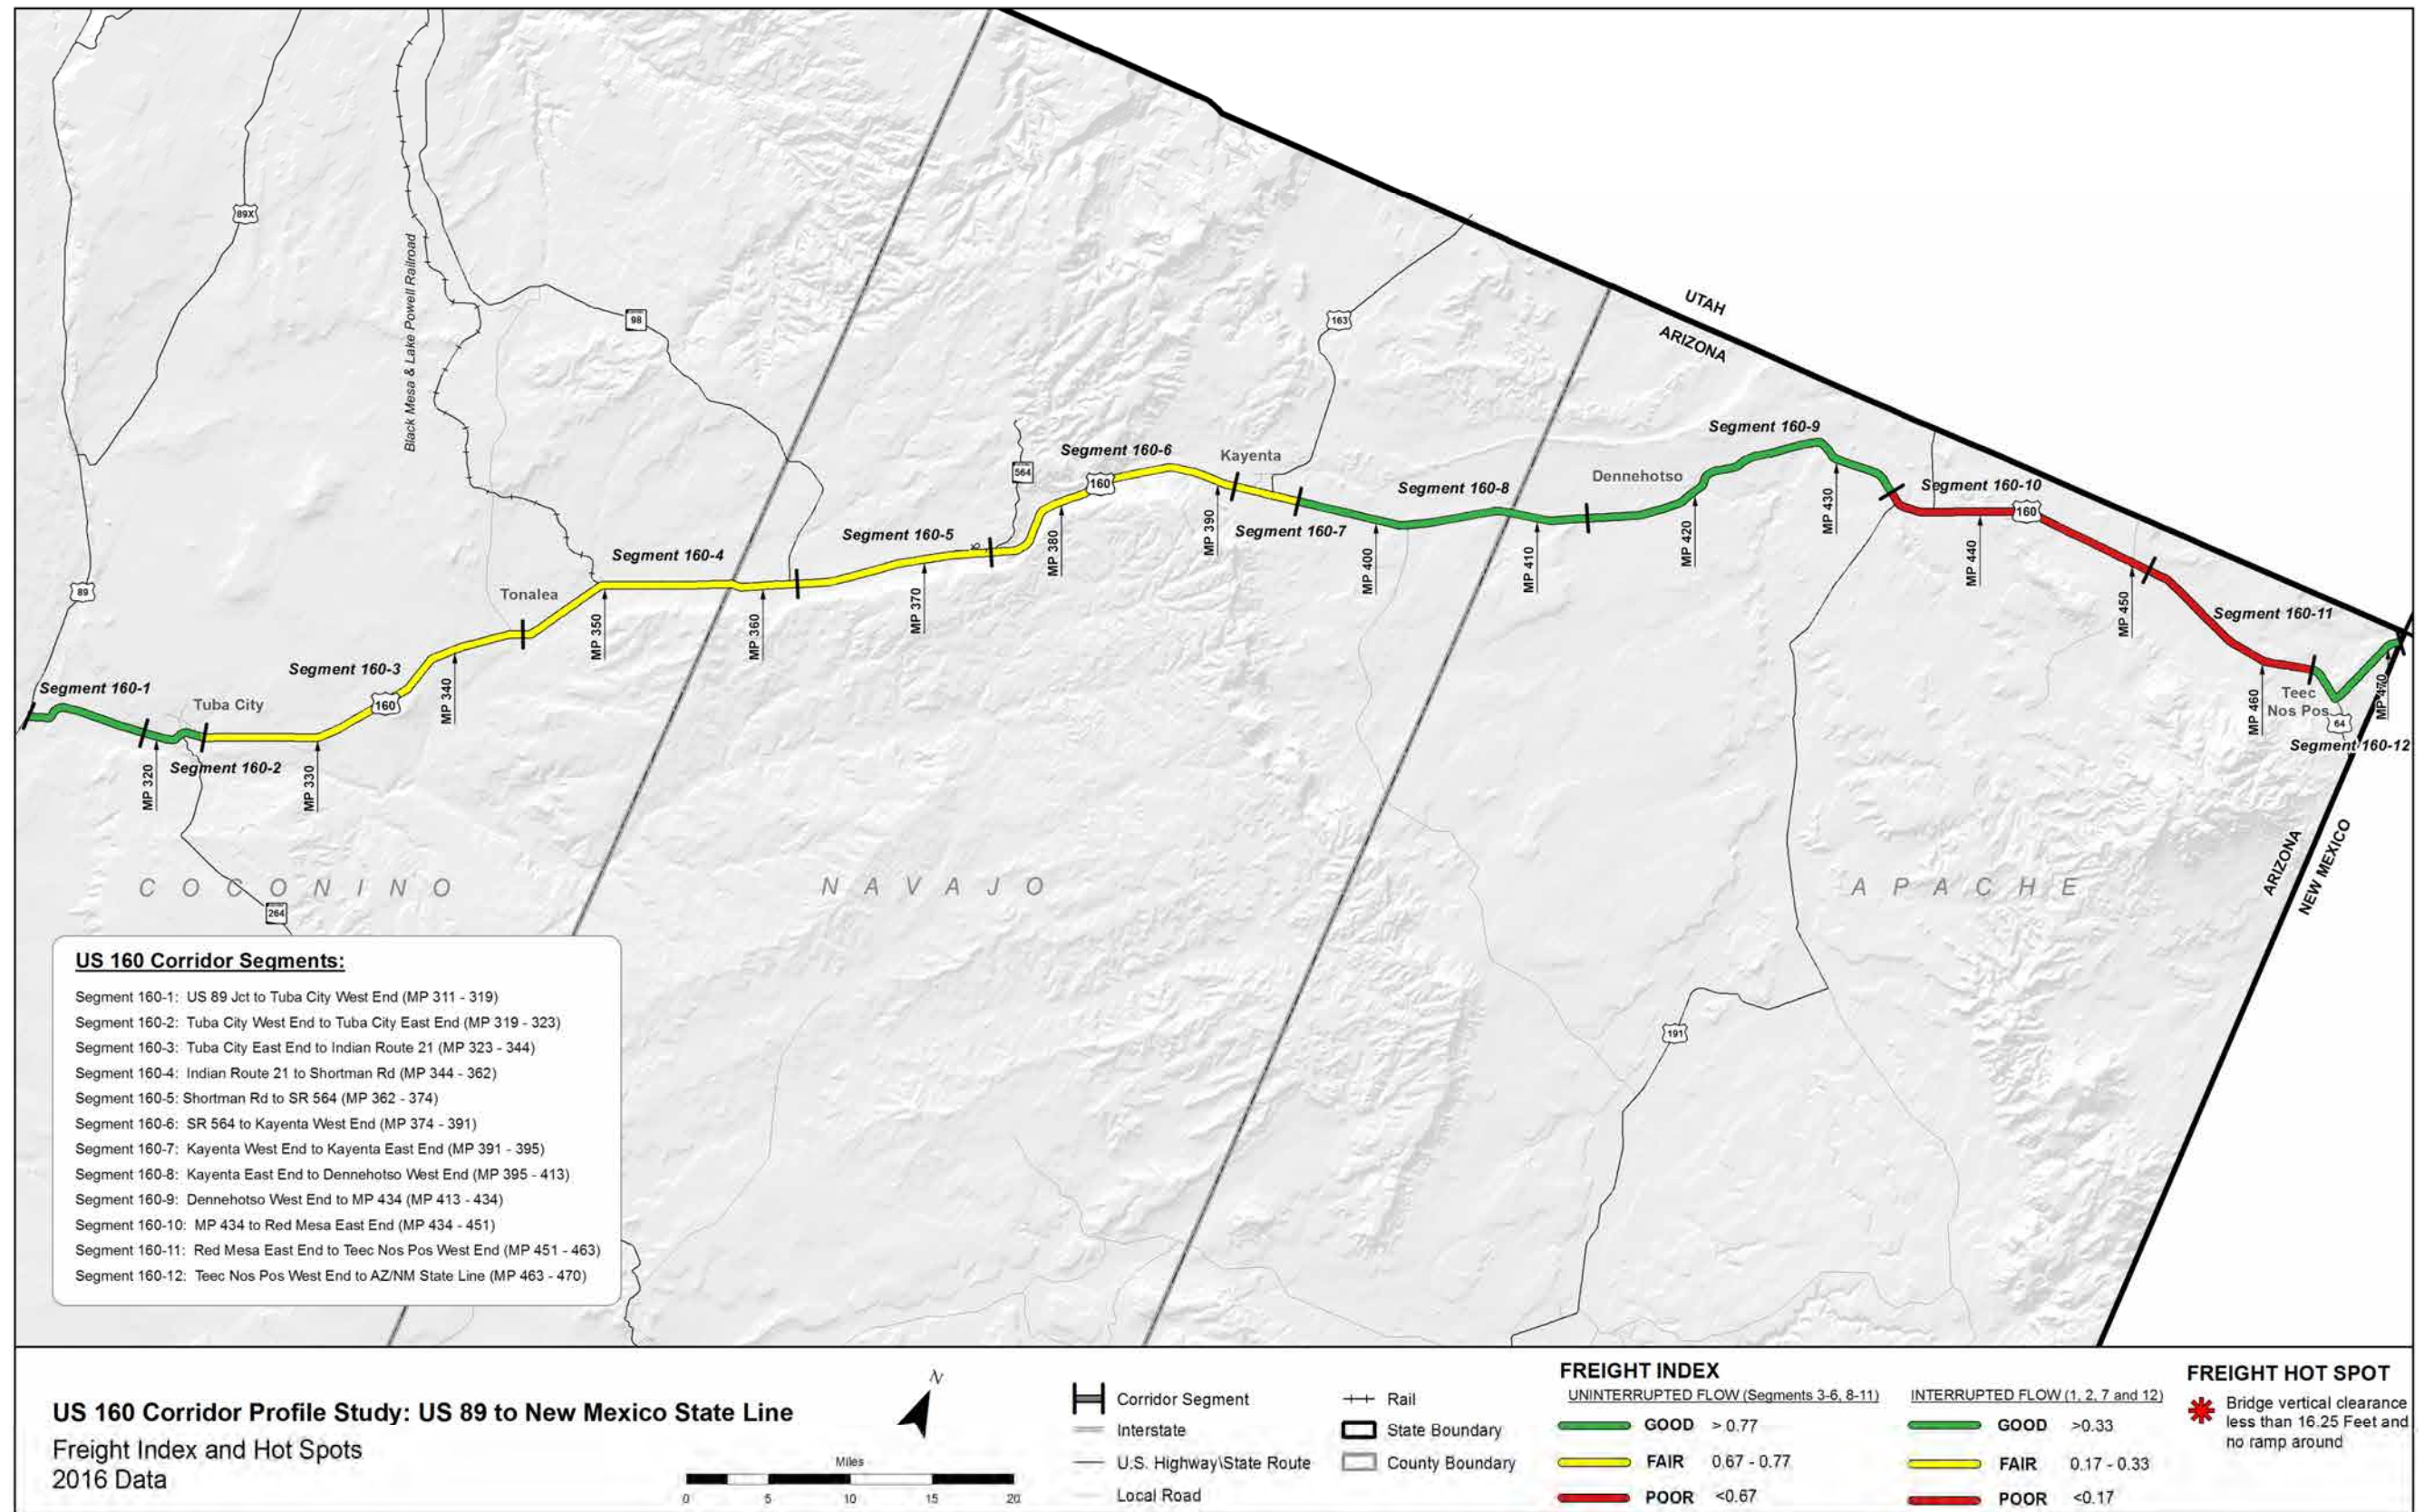 UTAH
ARIZONA
89X
Black Mesa & Lake Powell Railroad
98
163
89
564
Segment 160-9
Segment 160-6
Kayenta
Dennehotso
Segment 160-8
Segment 160-10
160
160
MP 430
MP 390
Segment 160-7
MP 420
MP 440
Segment 160-5
MP 380
MP 400
MP 410
Segment 160-4
Tonalea
MP 370
MP 450
Segment 160-11
MP 350
MP 360
Segment 160-3
MP 340
Segment 160-1
Tuba City
160
MP 460
Teec
Nos Pos
MP 470
64
Segment 160-12
MP 320
Segment 160-2
MP 330
ARIZONA
NEW MEXICO
COCONINO
NAVAJO
APACHE
264
191
US 160 Corridor Segments:
Segment 160-1: US 89 Jct to Tuba City West End (MP 311 - 319)
Segment 160-2: Tuba City West End to Tuba City East End (MP 319 - 323)
Segment 160-3: Tuba City East End to Indian Route 21 (MP 323 - 344)
Segment 160-4: Indian Route 21 to Shortman Rd (MP 344 - 362)
Segment 160-5: Shortman Rd to SR 564 (MP 362 - 374)
Segment 160-6: SR 564 to Kayenta West End (MP 374 - 391)
Segment 160-7: Kayenta West End to Kayenta East End (MP 391 - 395)
Segment 160-8: Kayenta East End to Dennehotso West End (MP 395 - 413)
Segment 160-9: Dennehotso West End to MP 434 (MP 413 - 434)
Segment 160-10: MP 434 to Red Mesa East End (MP 434 - 451)
Segment 160-11: Red Mesa East End to Teec Nos Pos West End (MP 451 - 463)
Segment 160-12: Teec Nos Pos West End to AZ/NM State Line (MP 463 - 470)
US 160 Corridor Profile Study: US 89 to New Mexico State Line
Freight Index and Hot Spots
2016 Data
N
Miles
0 5 10 15 20
Corridor Segment
Interstate
U.S. Highway\State Route
Local Road
Rail
State Boundary
County Boundary
FREIGHT INDEX
UNINTERRUPTED FLOW (Segments 3-6, 8-11)
GOOD > 0.77
FAIR 0.67 - 0.77
POOR <0.67
INTERRUPTED FLOW (1, 2, 7 and 12)
GOOD >0.33
FAIR 0.17 - 0.33
POOR <0.17
FREIGHT HOT SPOT
Bridge vertical clearance
less than 16.25 Feet and
no ramp around